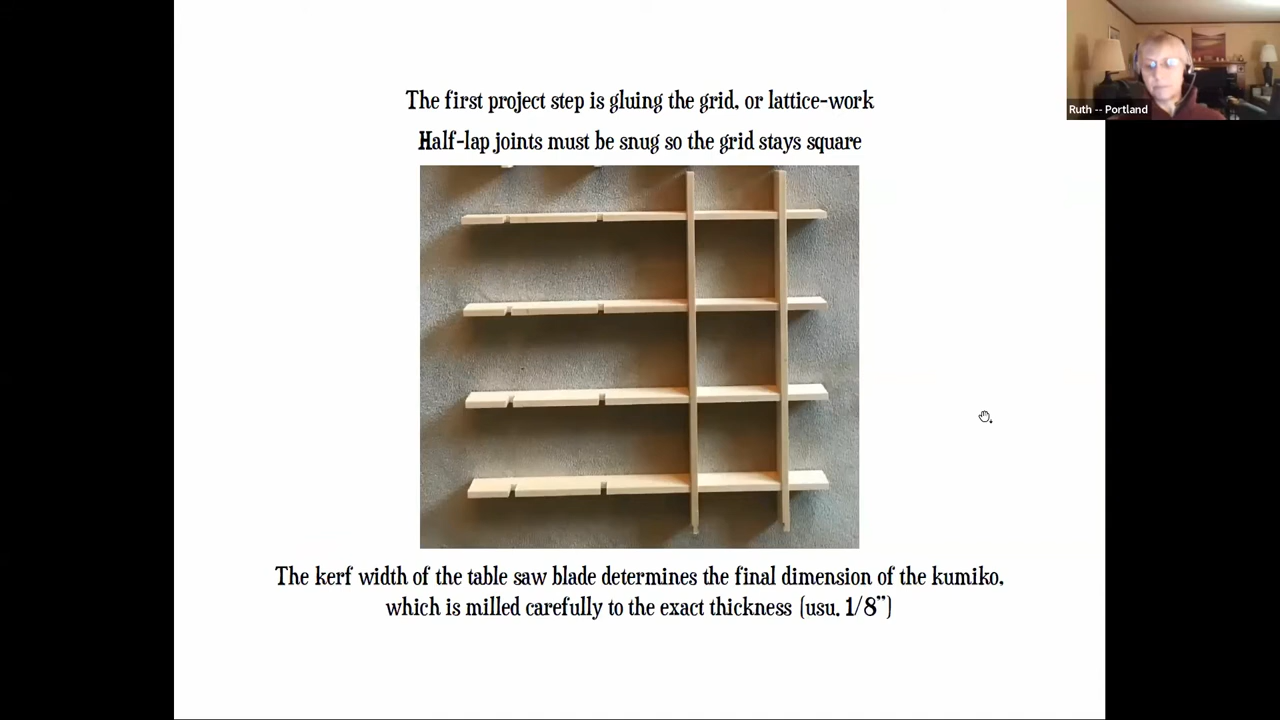 The first project step is gluing the grid, or lattice-work
Half-lap joints must be snug so the grid stays square
Ruth -- Portland
The kerf width of the table saw blade determines the final dimension of the kumiko,
which is milled carefully to the exact thickness (usu. 1/8")